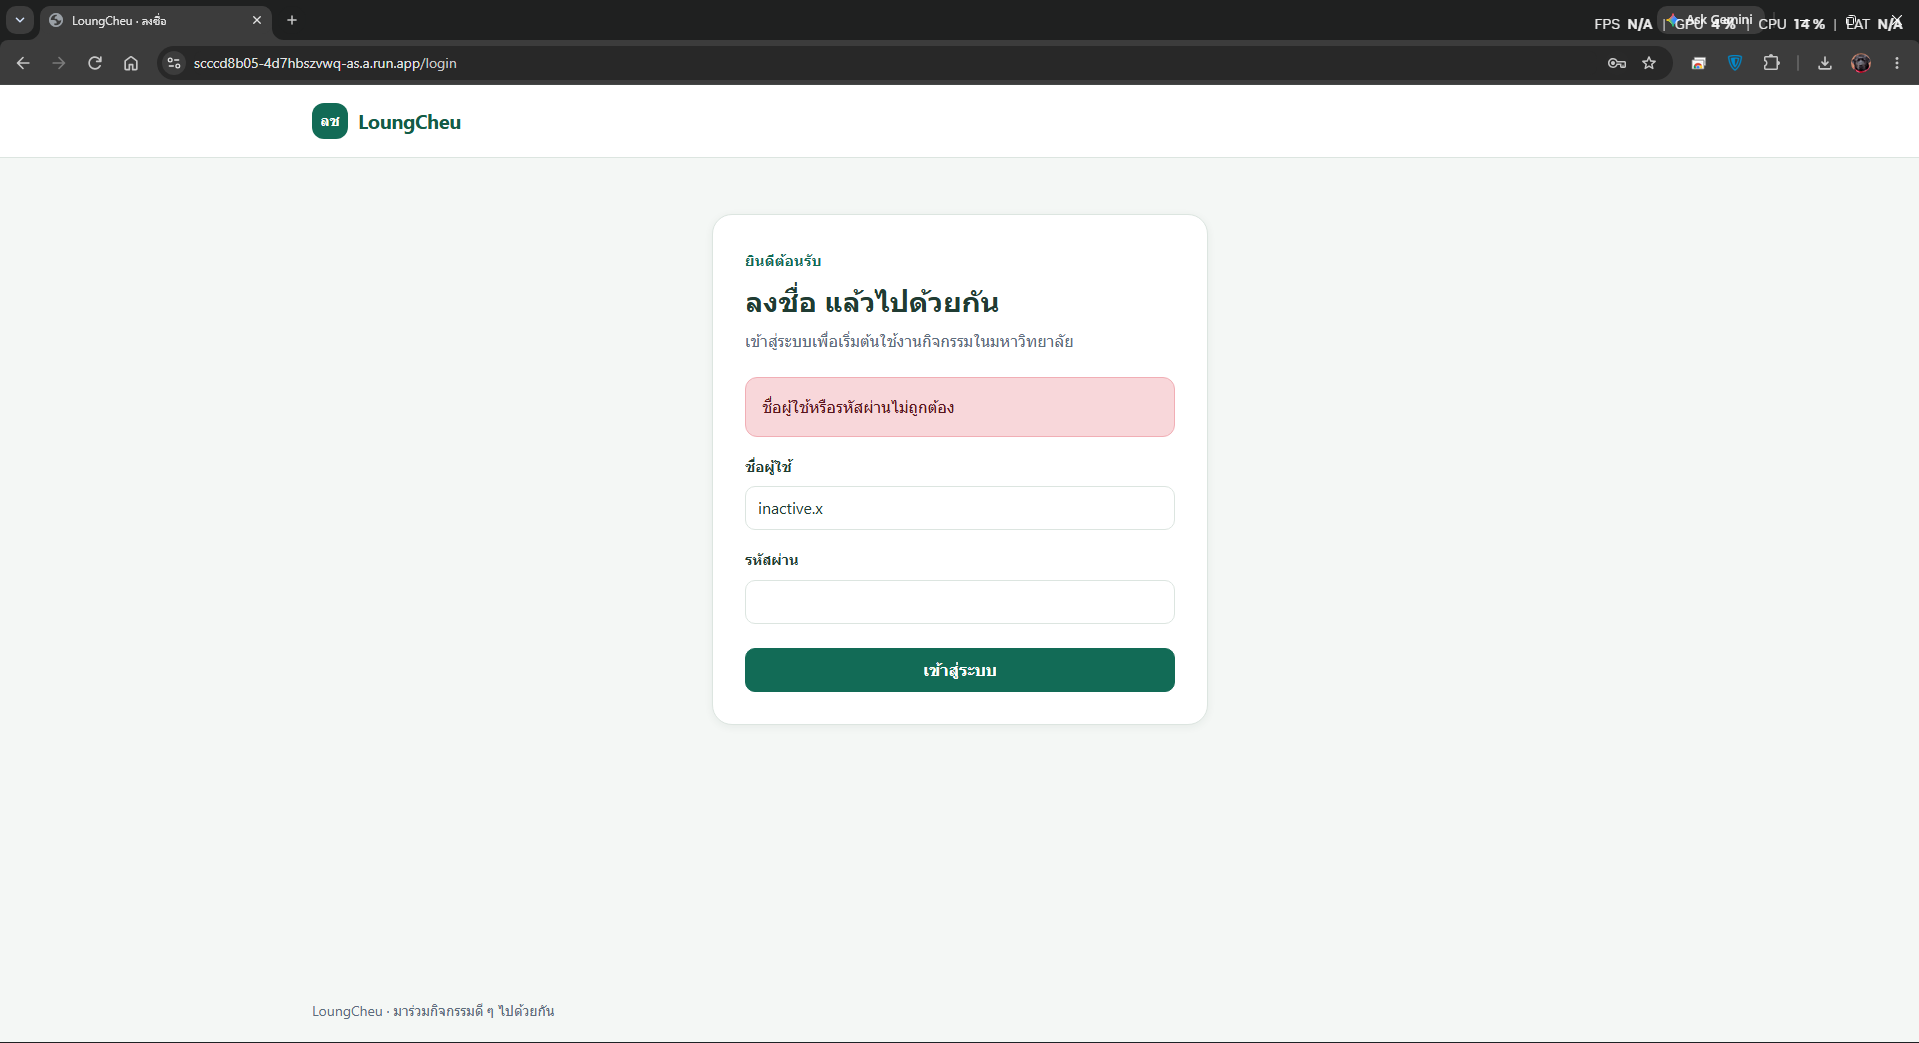 LoungCheu · ลงชื่อ
Ask Gemini
FPS N/A | GPU 4% | CPU 14% | LAT N/A
scccd8b05-4d7hbszvwq-as.a.run.app/login
ลช LoungCheu
ยินดีต้อนรับ
ลงชื่อ แล้วไปด้วยกัน
เข้าสู่ระบบเพื่อเริ่มต้นใช้งานกิจกรรมในมหาวิทยาลัย
ชื่อผู้ใช้หรือรหัสผ่านไม่ถูกต้อง
ชื่อผู้ใช้
inactive.x
รหัสผ่าน
เข้าสู่ระบบ
LoungCheu · มาร่วมกิจกรรมดี ๆ ไปด้วยกัน